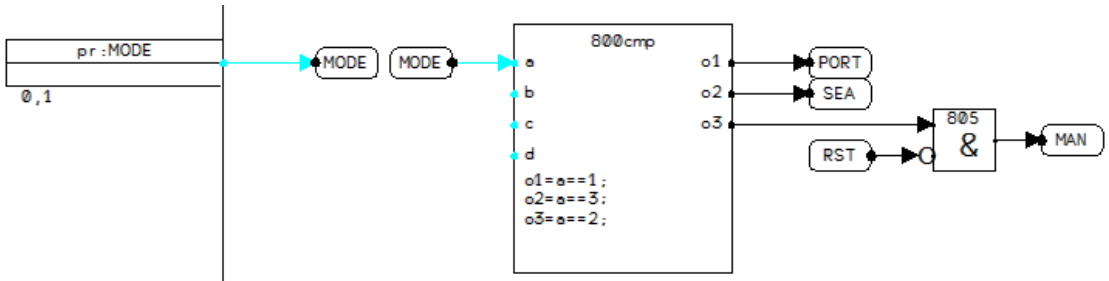 pr:MODE
0,1
MODE
MODE
800cmp
a
b
c
d
o1
o2
o3
o1=a==1;
o2=a==3;
o3=a==2;
PORT
SEA
RST
805
&
MAN